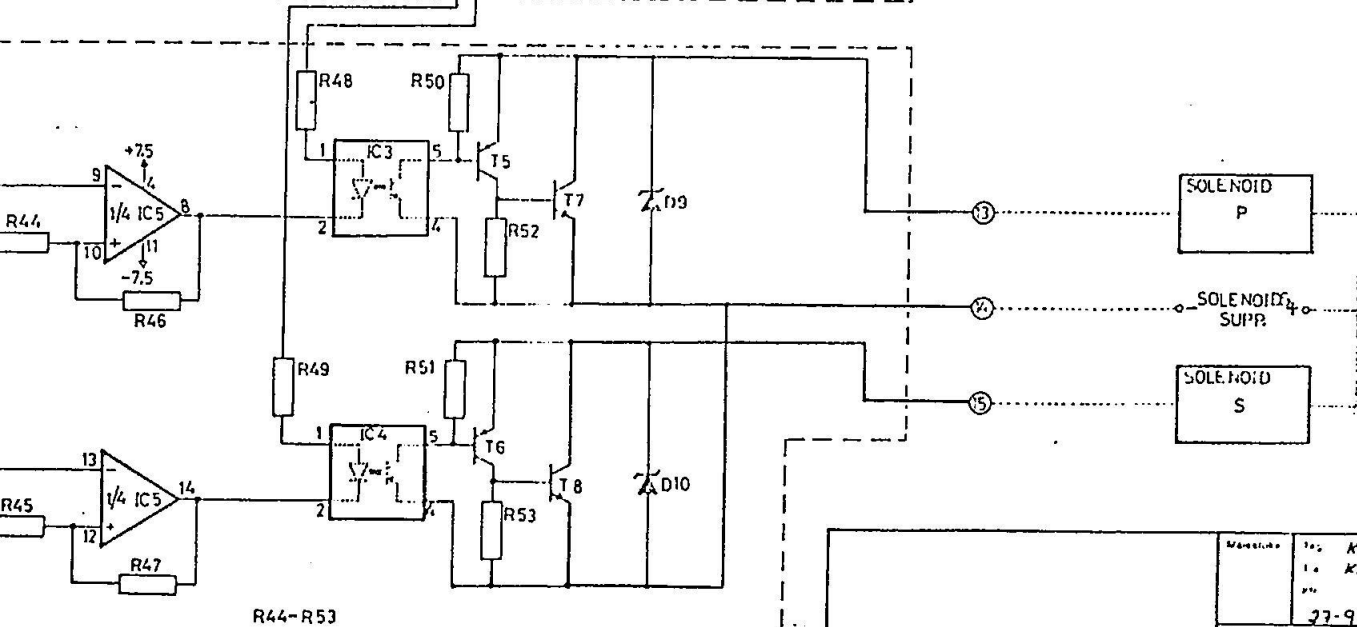 R48
R50
1
IC3
5
T5
+7.5
4
9
-
1/4 IC5
8
R44
+
10
11
-7.5
R46
2
4
R52
T7
D9
13
SOLENOID
P
14
SOLENOID
SUPP.
R49
R51
1
IC4
5
T6
13
-
1/4 IC5
14
R45
+
12
R47
2
4
R53
T8
D10
15
SOLENOID
S
R44-R53
K
K
27-9